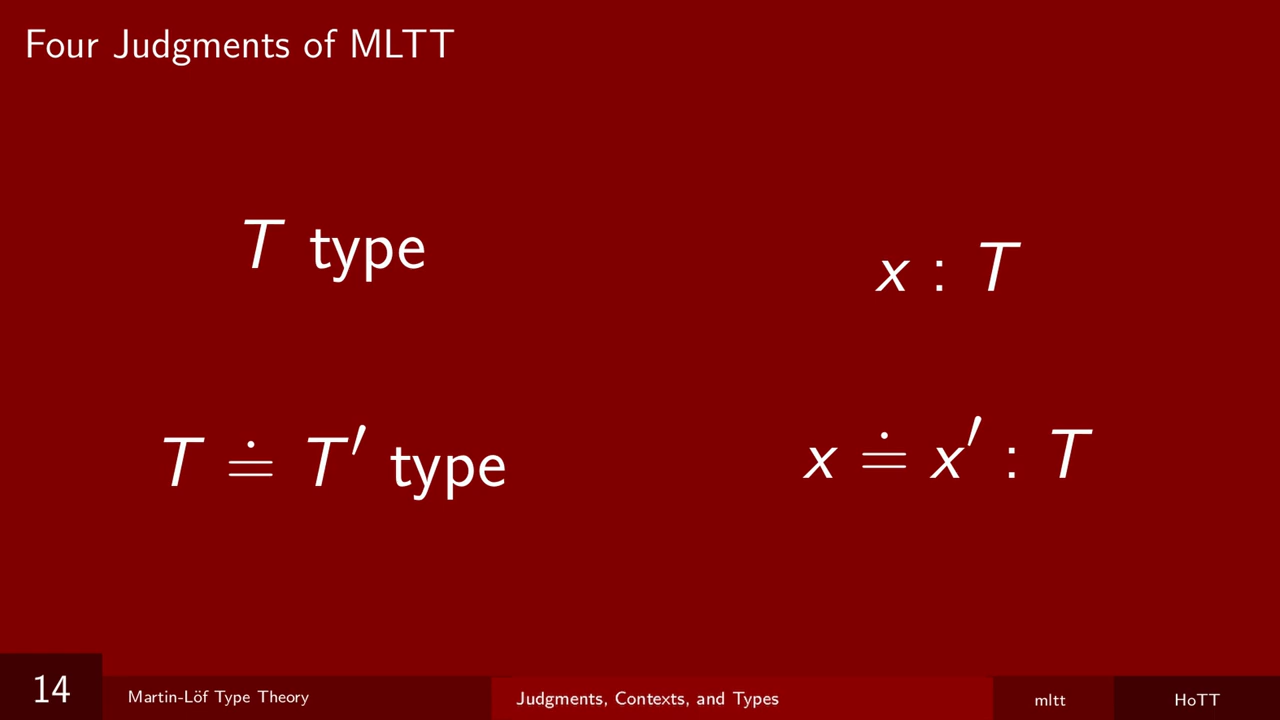 Four Judgments of MLTT
T type
x : T
T ≐ T′ type
x ≐ x′ : T
14
Martin-Löf Type Theory
Judgments, Contexts, and Types
mltt
HoTT